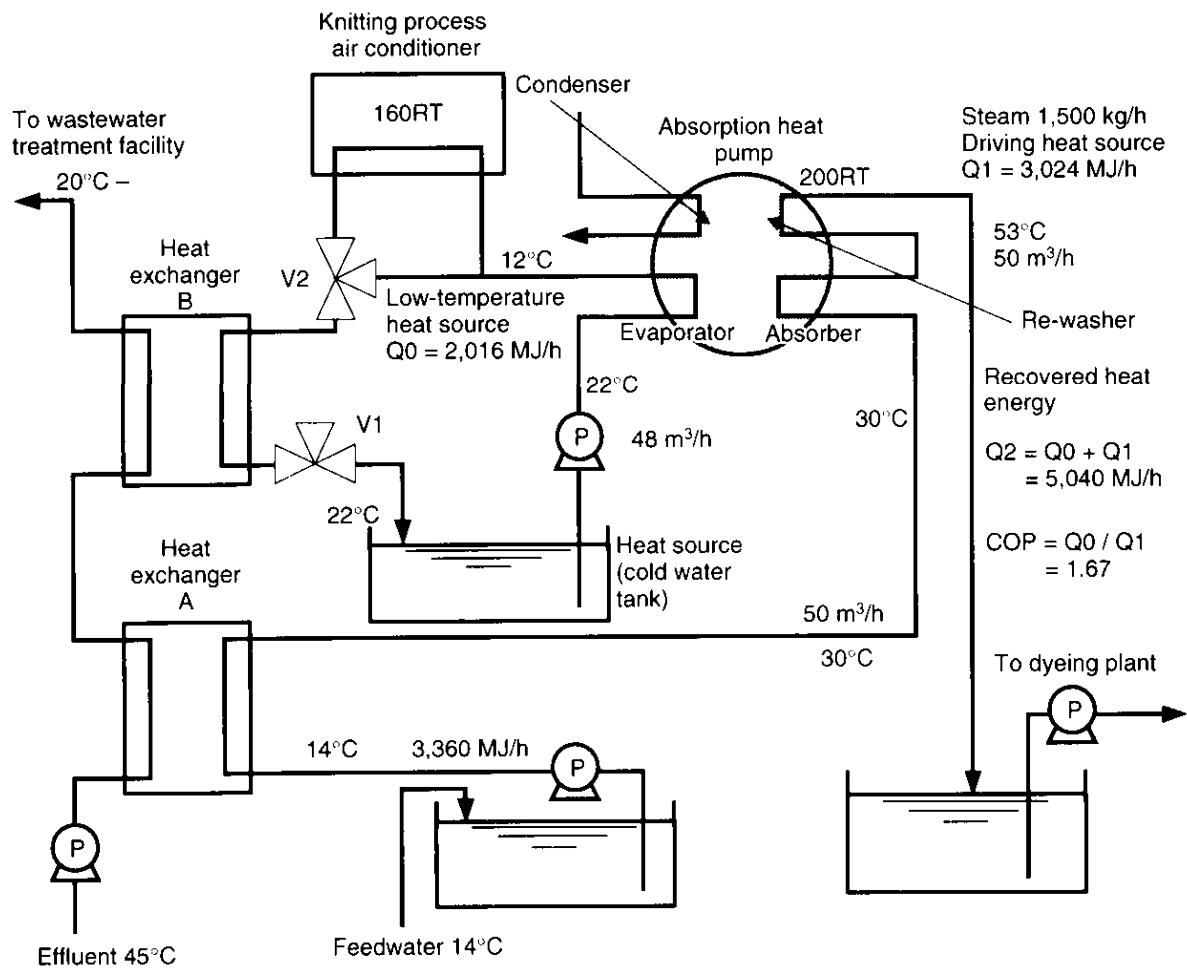 Knitting process
air conditioner
160RT
Condenser
To wastewater
treatment facility
20°C –
Absorption heat
pump
200RT
Steam 1,500 kg/h
Driving heat source
Q1 = 3,024 MJ/h
53°C
50 m³/h
Heat
exchanger
B
V2
12°C
Low-temperature
heat source
Q0 = 2,016 MJ/h
Evaporator
Absorber
Re-washer
22°C
P
48 m³/h
30°C
Recovered heat
energy
Q2 = Q0 + Q1
= 5,040 MJ/h
COP = Q0 / Q1
= 1.67
V1
22°C
Heat source
(cold water
tank)
Heat
exchanger
A
50 m³/h
30°C
To dyeing plant
P
14°C
3,360 MJ/h
P
P
Effluent 45°C
Feedwater 14°C